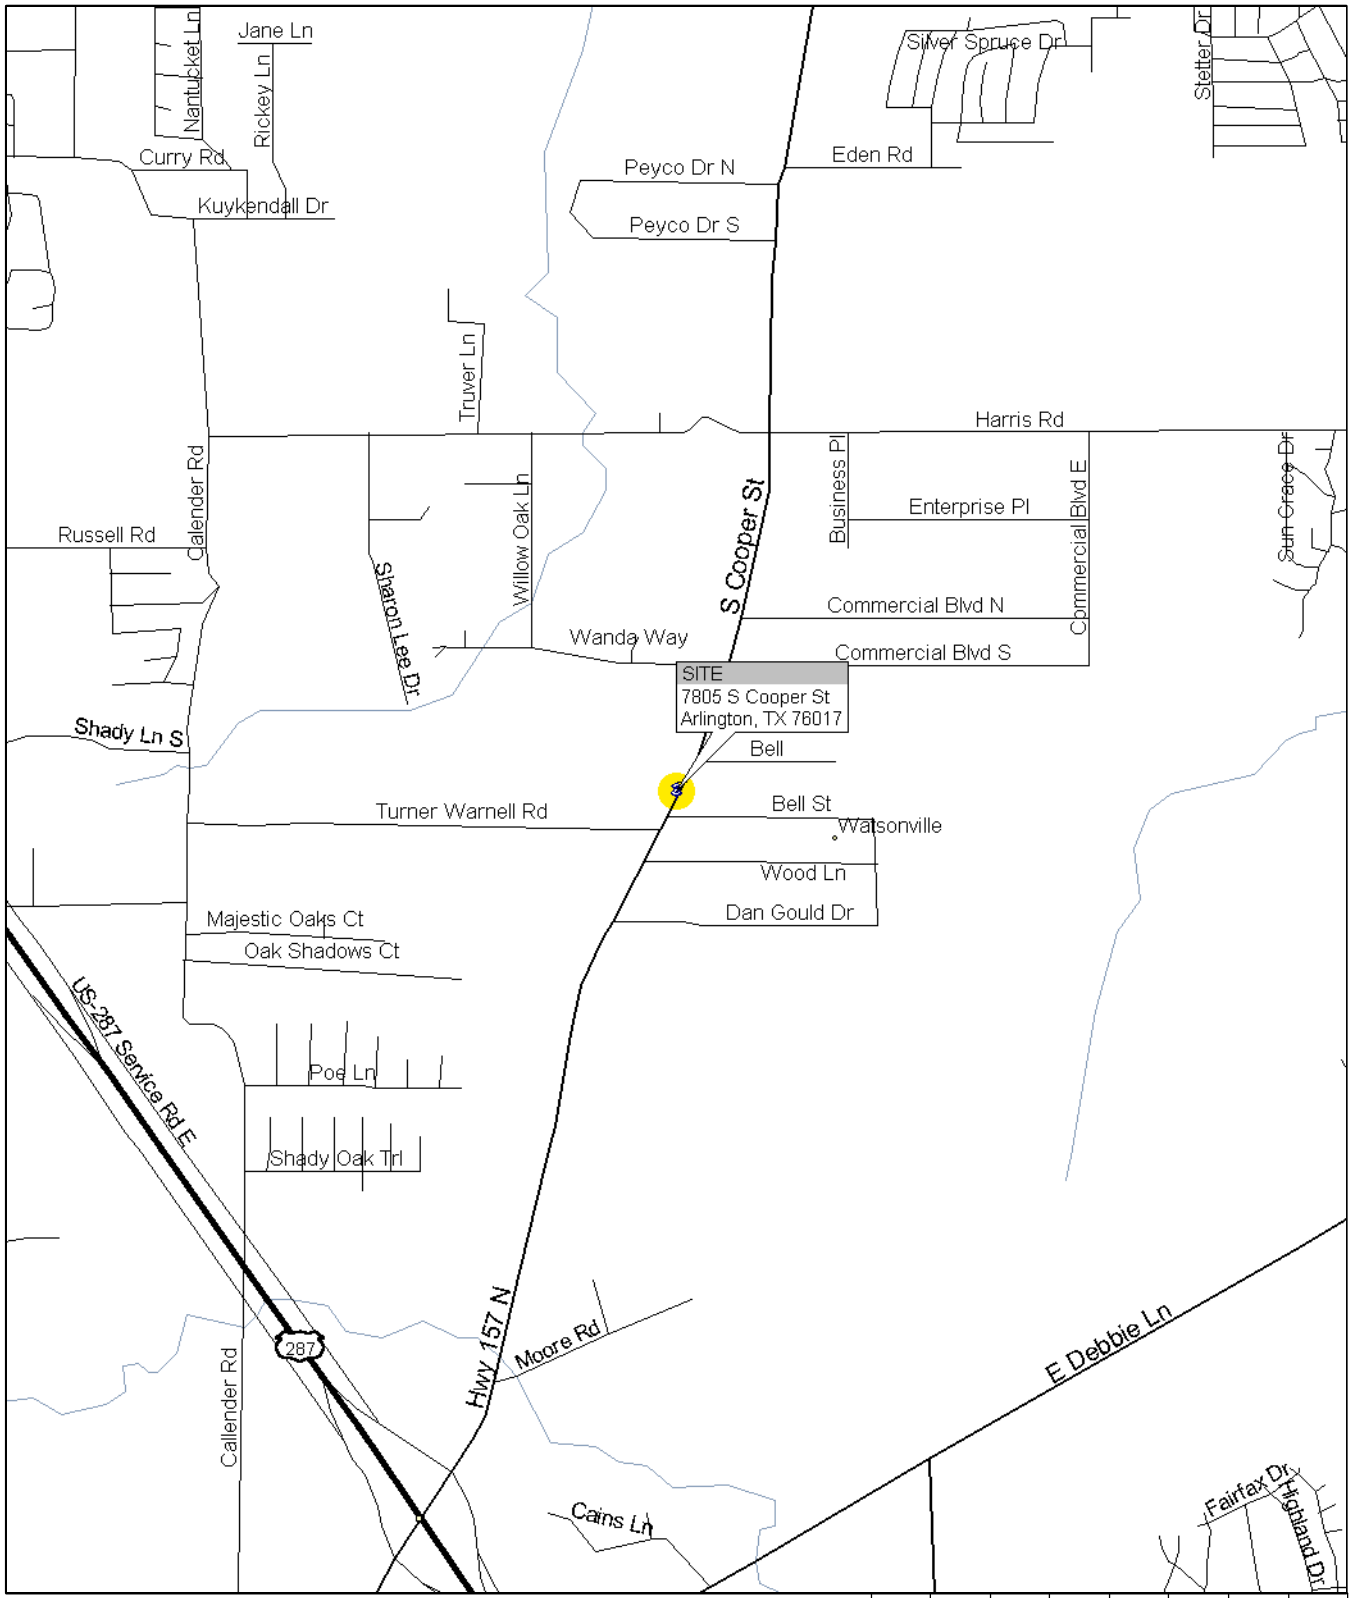 Jane Ln
Nantucket Ln
Rickey Ln
Silver Spruce Dr
Stetter Dr
Curry Rd
Eden Rd
Peyco Dr N
Kuykendall Dr
Peyco Dr S
Truver Ln
Harris Rd
Calender Rd
Business Pl
Commercial Blvd E
Sun Grace Dr
Willow Oak Ln
S Cooper St
Enterprise Pl
Russell Rd
Sharon Lee Dr
Commercial Blvd N
Wanda Way
Commercial Blvd S
SITE
7805 S Cooper St
Arlington, TX 76017
Shady Ln S
Bell
Turner Warnell Rd
Bell St
Watsonville
Wood Ln
Majestic Oaks Ct
Dan Gould Dr
Oak Shadows Ct
US-287 Service Rd E
Poe Ln
Shady Oak Trl
Hwy 157 N
Moore Rd
E Debbie Ln
287
Callender Rd
Cains Ln
Fairfax Dr
Highland Dr